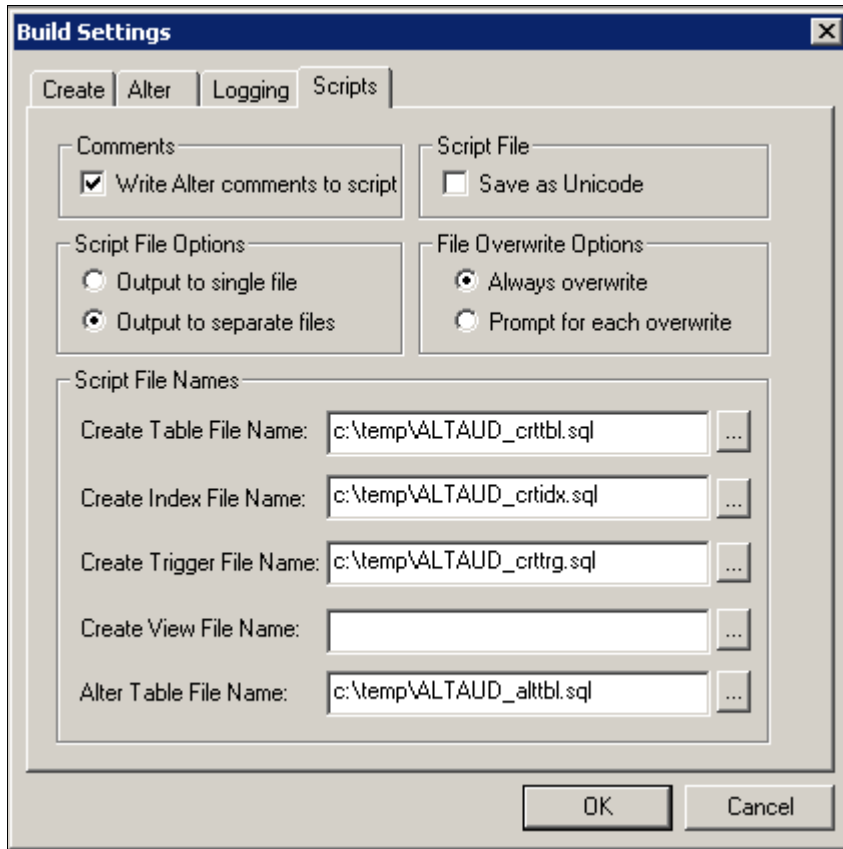 Build Settings
Create Alter Logging Scripts
Comments
Write Alter comments to script
Script File
Save as Unicode
Script File Options
Output to single file
Output to separate files
File Overwrite Options
Always overwrite
Prompt for each overwrite
Script File Names
Create Table File Name: c:\temp\ALTAUD_crttbl.sql ...
Create Index File Name: c:\temp\ALTAUD_crtidx.sql ...
Create Trigger File Name: c:\temp\ALTAUD_crttrg.sql ...
Create View File Name: ...
Alter Table File Name: c:\temp\ALTAUD_alttbl.sql ...
OK Cancel